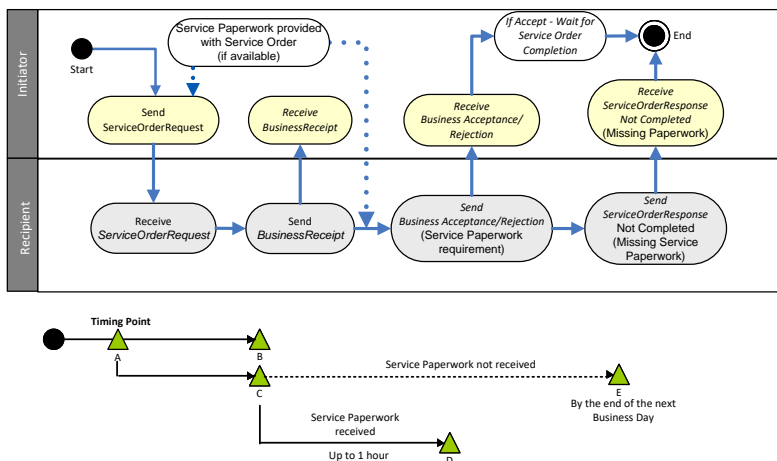 Initiator
Recipient
Start
Service Paperwork provided
with Service Order
(if available)
If Accept - Wait for
Service Order
Completion
End
Send
ServiceOrderRequest
Receive
BusinessReceipt
Receive
Business Acceptance/
Rejection
Receive
ServiceOrderResponse
Not Completed
(Missing Paperwork)
Receive
ServiceOrderRequest
Send
BusinessReceipt
Send
Business Acceptance/Rejection
(Service Paperwork
requirement)
Send
ServiceOrderResponse
Not Completed
(Missing Service
Paperwork)
Timing Point
A
B
C
Service Paperwork not received
E
By the end of the next
Business Day
Service Paperwork
received
Up to 1 hour
D